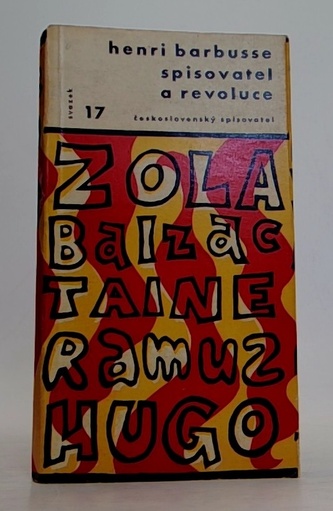 henri barbusse
spisovatel
a revoluce
svazek 17
československý spisovatel
ZOLA
Balzac
TAINE
Ramuz
HUGO